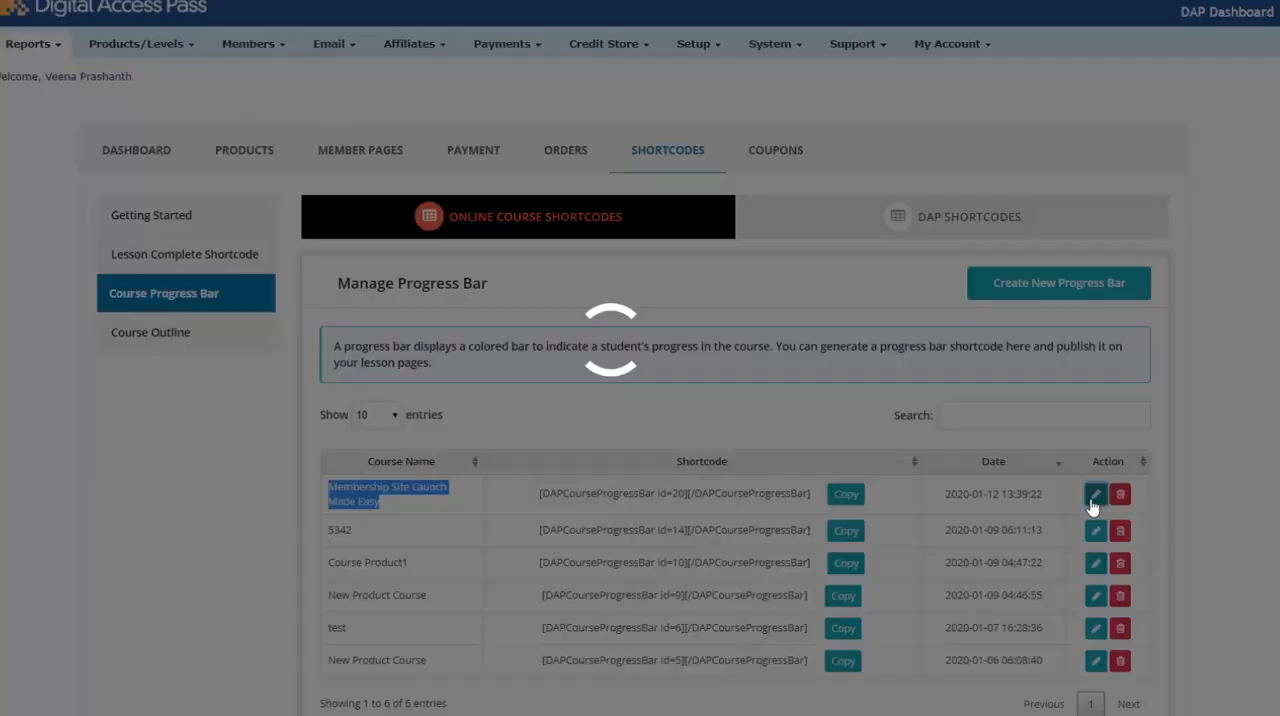 Digital Access Pass
DAP Dashboard
Reports Products/Levels Members Email Affiliates Payments Credit Store Setup System Support My Account
elcome, Veena Prashanth
DASHBOARD PRODUCTS MEMBER PAGES PAYMENT ORDERS SHORTCODES COUPONS
Getting Started
Lesson Complete Shortcode
Course Progress Bar
Course Outline
ONLINE COURSE SHORTCODES DAP SHORTCODES
Manage Progress Bar Create New Progress Bar
A progress bar displays a colored bar to indicate a student's progress in the course. You can generate a progress bar shortcode here and publish it on
your lesson pages.
Show 10 entries Search:
Course Name Shortcode Date Action
Membership Site Launch
Made Easy [DAPCourseProgressBar id=20][/DAPCourseProgressBar] Copy 2020-01-12 13:39:22
5342 [DAPCourseProgressBar id=14][/DAPCourseProgressBar] Copy 2020-01-09 06:11:13
Course Product1 [DAPCourseProgressBar id=10][/DAPCourseProgressBar] Copy 2020-01-09 04:47:22
New Product Course [DAPCourseProgressBar id=9][/DAPCourseProgressBar] Copy 2020-01-09 04:46:55
test [DAPCourseProgressBar id=6][/DAPCourseProgressBar] Copy 2020-01-07 16:28:36
New Product Course [DAPCourseProgressBar id=5][/DAPCourseProgressBar] Copy 2020-01-06 06:08:40
Showing 1 to 6 of 6 entries Previous 1 Next